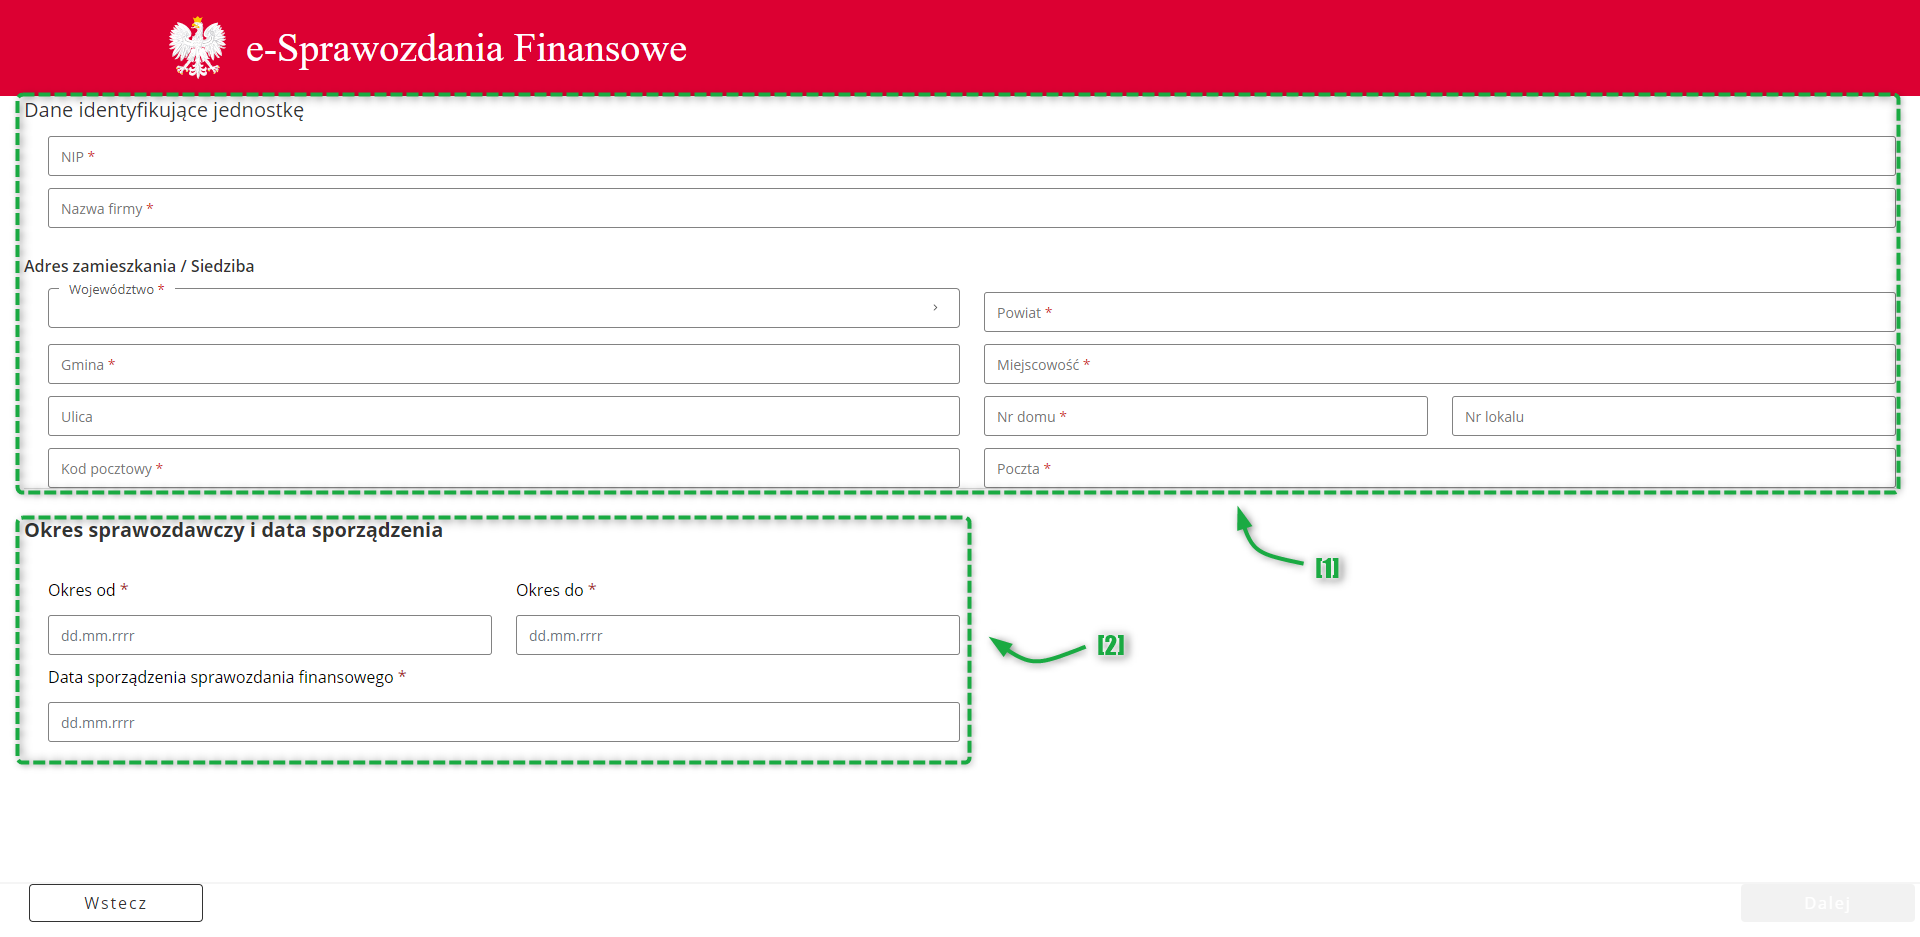 e-Sprawozdania Finansowe
Dane identyfikujące jednostkę
NIP *
Nazwa firmy *
Adres zamieszkania / Siedziba
Województwo *
Powiat *
Gmina *
Miejscowość *
Ulica
Nr domu *
Nr lokalu
Kod pocztowy *
Poczta *
[1]
Okres sprawozdawczy i data sporządzenia
Okres od *
Okres do *
dd.mm.rrrr
dd.mm.rrrr
[2]
Data sporządzenia sprawozdania finansowego *
dd.mm.rrrr
Wstecz
Dalej